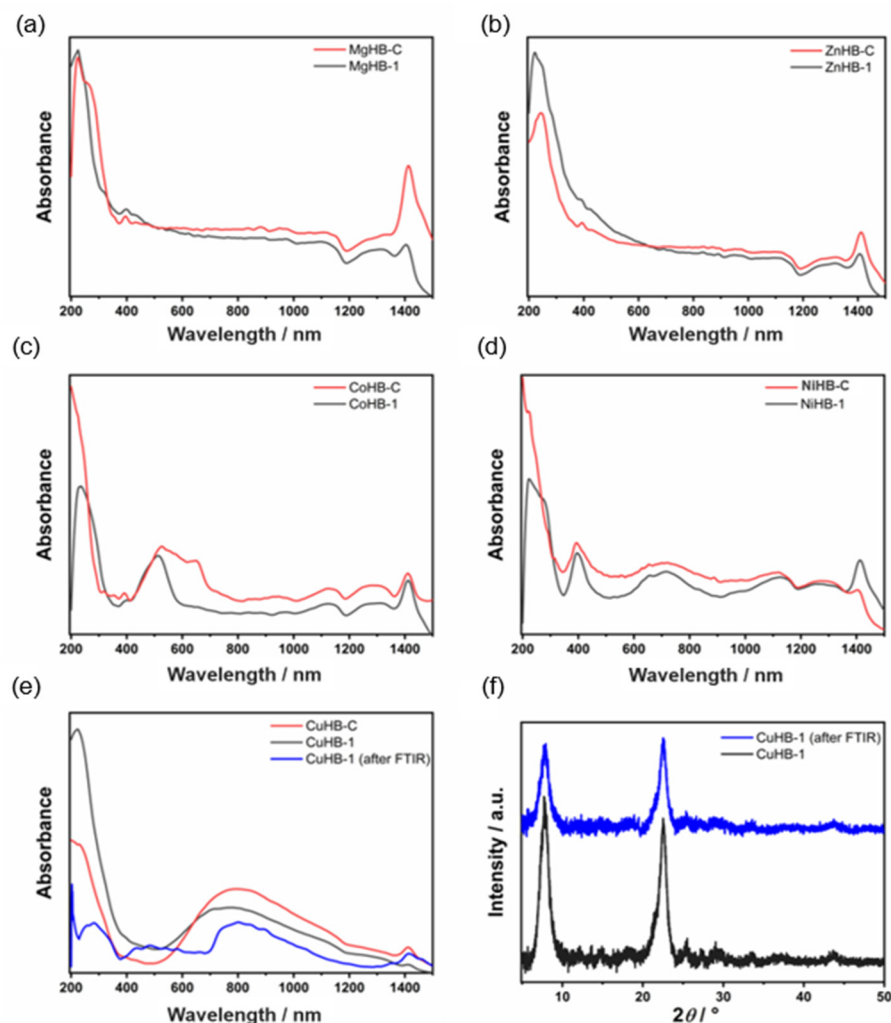 (a)
MgHB-C
MgHB-1
Absorbance
200 400 600 800 1000 1200 1400
Wavelength / nm
(b)
ZnHB-C
ZnHB-1
Absorbance
200 400 600 800 1000 1200 1400
Wavelength / nm
(c)
CoHB-C
CoHB-1
Absorbance
200 400 600 800 1000 1200 1400
Wavelength / nm
(d)
NiHB-C
NiHB-1
Absorbance
200 400 600 800 1000 1200 1400
Wavelength / nm
(e)
CuHB-C
CuHB-1
CuHB-1 (after FTIR)
Absorbance
200 400 600 800 1000 1200 1400
Wavelength / nm
(f)
CuHB-1 (after FTIR)
CuHB-1
Intensity / a.u.
10 20 30 40 50
2θ / °